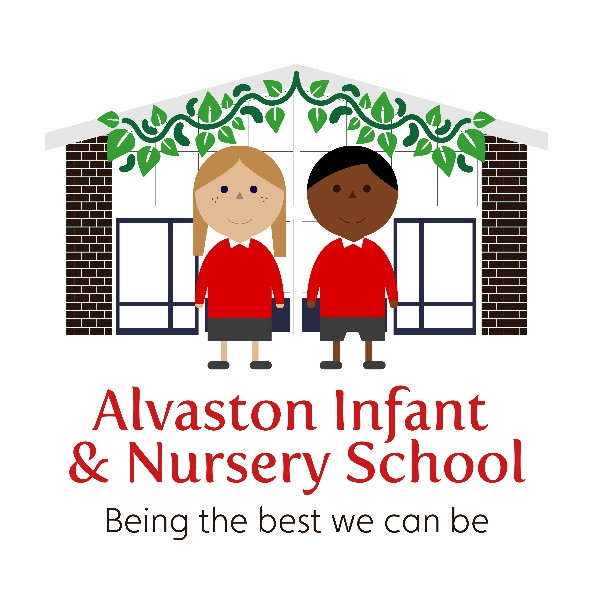 Alvaston Infant
& Nursery School
Being the best we can be